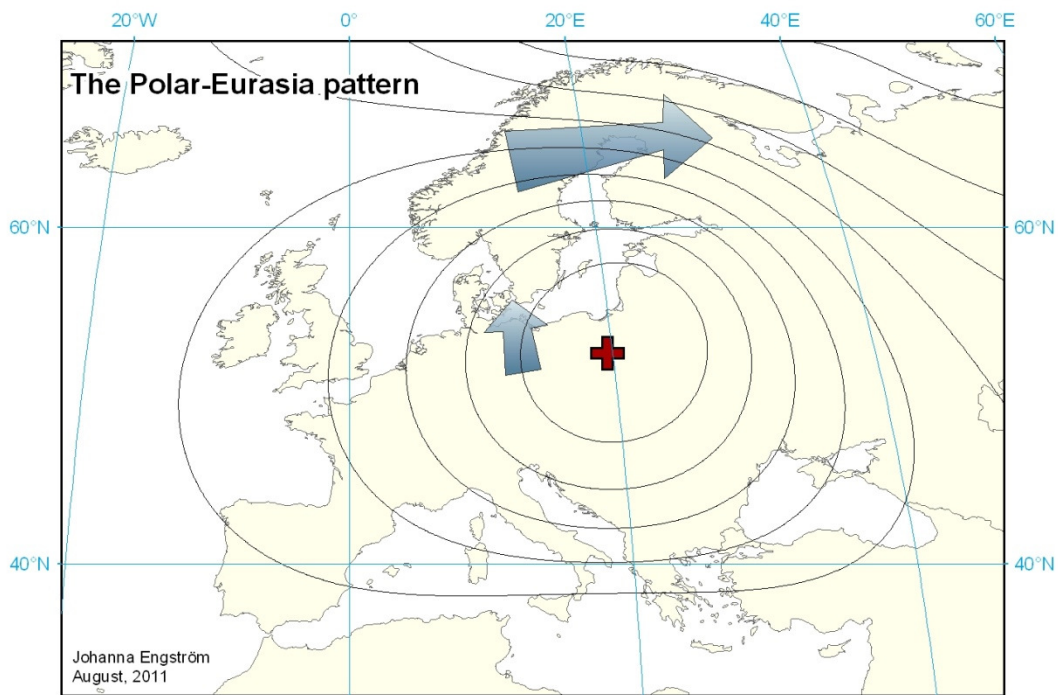 20°W 0° 20°E 40°E 60°E
The Polar-Eurasia pattern
60°N 60°N
40°N 40°N
Johanna Engström
August, 2011